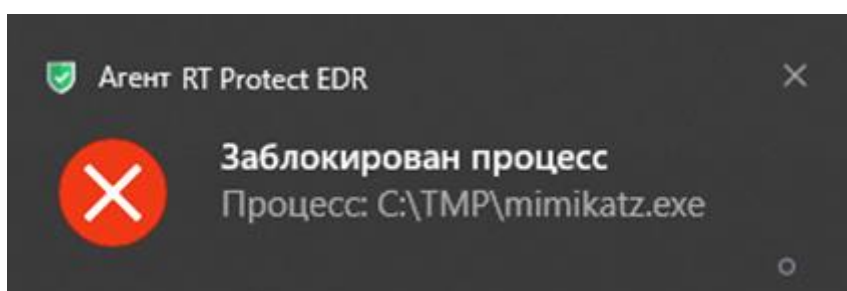 Агент RT Protect EDR
Заблокирован процесс
Процесс: C:\TMP\mimikatz.exe